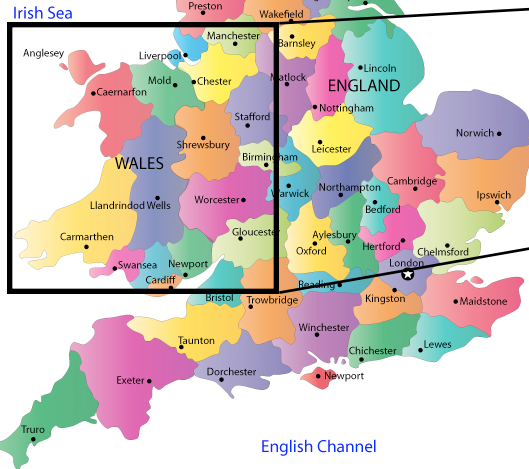 Irish Sea
Preston
Wakefield
Manchester
Barnsley
Anglesey
Liverpool
Matlock
Lincoln
Mold
Chester
ENGLAND
Caernarfon
Nottingham
Stafford
Norwich
Shrewsbury
Leicester
WALES
Birmingham
Cambridge
Warwick
Northampton
Ipswich
Llandrindod Wells
Worcester
Bedford
Carmarthen
Gloucester
Aylesbury
Hertford
Oxford
Chelmsford
Swansea
Newport
London
Cardiff
Reading
Bristol
Trowbridge
Kingston
Maidstone
Winchester
Taunton
Chichester
Lewes
Exeter
Dorchester
Newport
Truro
English Channel